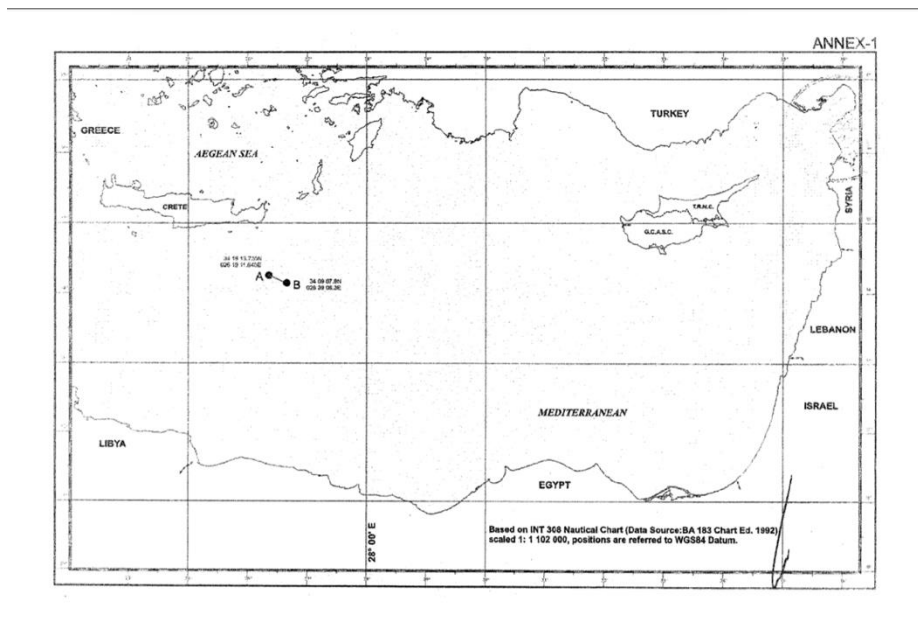 ANNEX-1
TURKEY
GREECE
AEGEAN SEA
SYRIA
CRETE
T.R.N.C.
G.C.A.S.C.
A
B
LEBANON
MEDITERRANEAN
ISRAEL
LIBYA
EGYPT
28° 00' E
Based on INT 308 Nautical Chart (Data Source:BA 183 Chart Ed. 1992)
scaled 1: 1 102 000, positions are referred to WGS84 Datum.